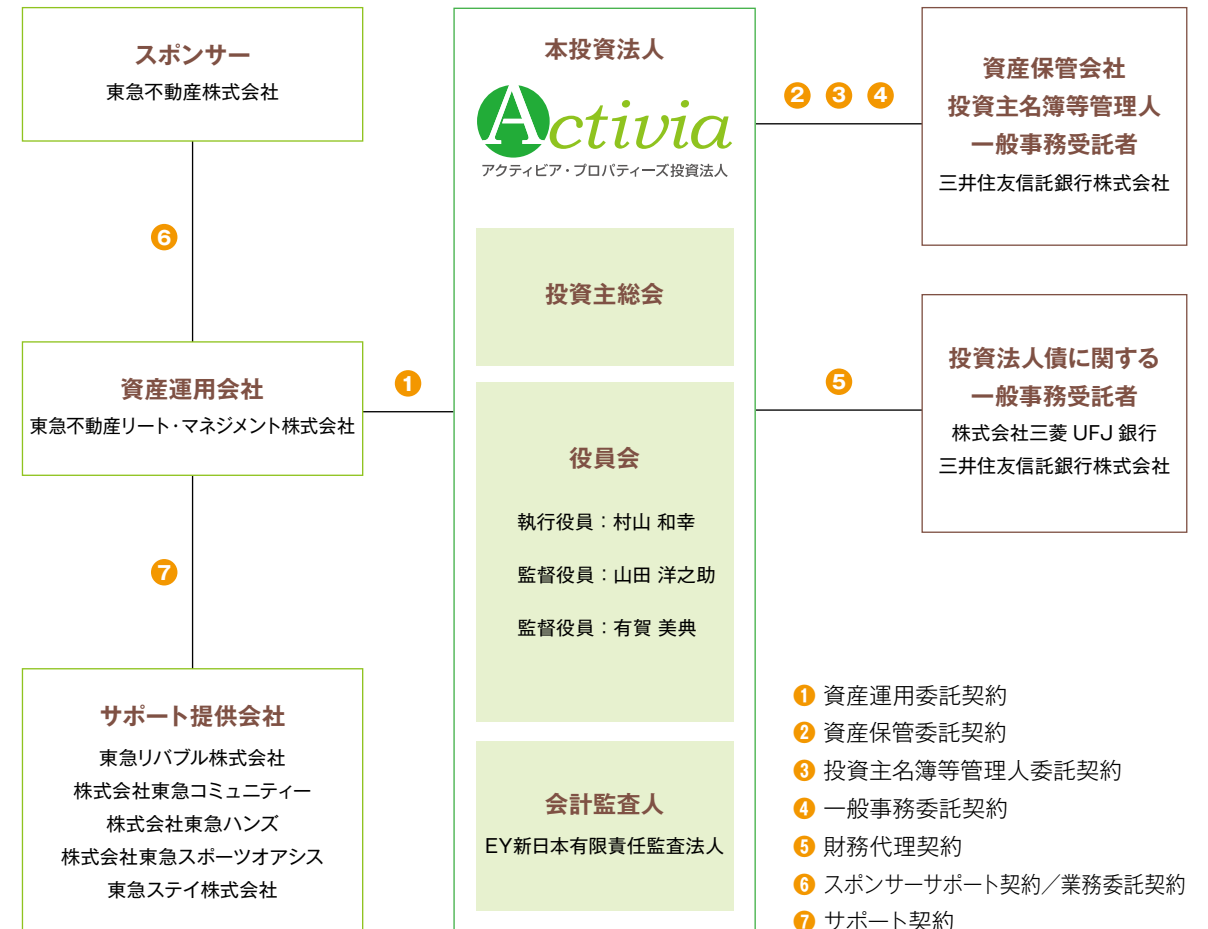 スポンサー
東急不動産株式会社
⑥
資産運用会社
東急不動産リート・マネジメント株式会社
①
⑦
サポート提供会社
東急リバブル株式会社
株式会社東急コミュニティー
株式会社東急ハンズ
株式会社東急スポーツオアシス
東急ステイ株式会社
本投資法人
Activia
アクティビア・プロパティーズ投資法人
投資主総会
役員会
執行役員：村山 和幸
監督役員：山田 洋之助
監督役員：有賀 美典
会計監査人
EY新日本有限責任監査法人
② ③ ④
資産保管会社
投資主名簿等管理人
一般事務受託者
三井住友信託銀行株式会社
⑤
投資法人債に関する
一般事務受託者
株式会社三菱 UFJ 銀行
三井住友信託銀行株式会社
① 資産運用委託契約
② 資産保管委託契約
③ 投資主名簿等管理人委託契約
④ 一般事務委託契約
⑤ 財務代理契約
⑥ スポンサーサポート契約／業務委託契約
⑦ サポート契約